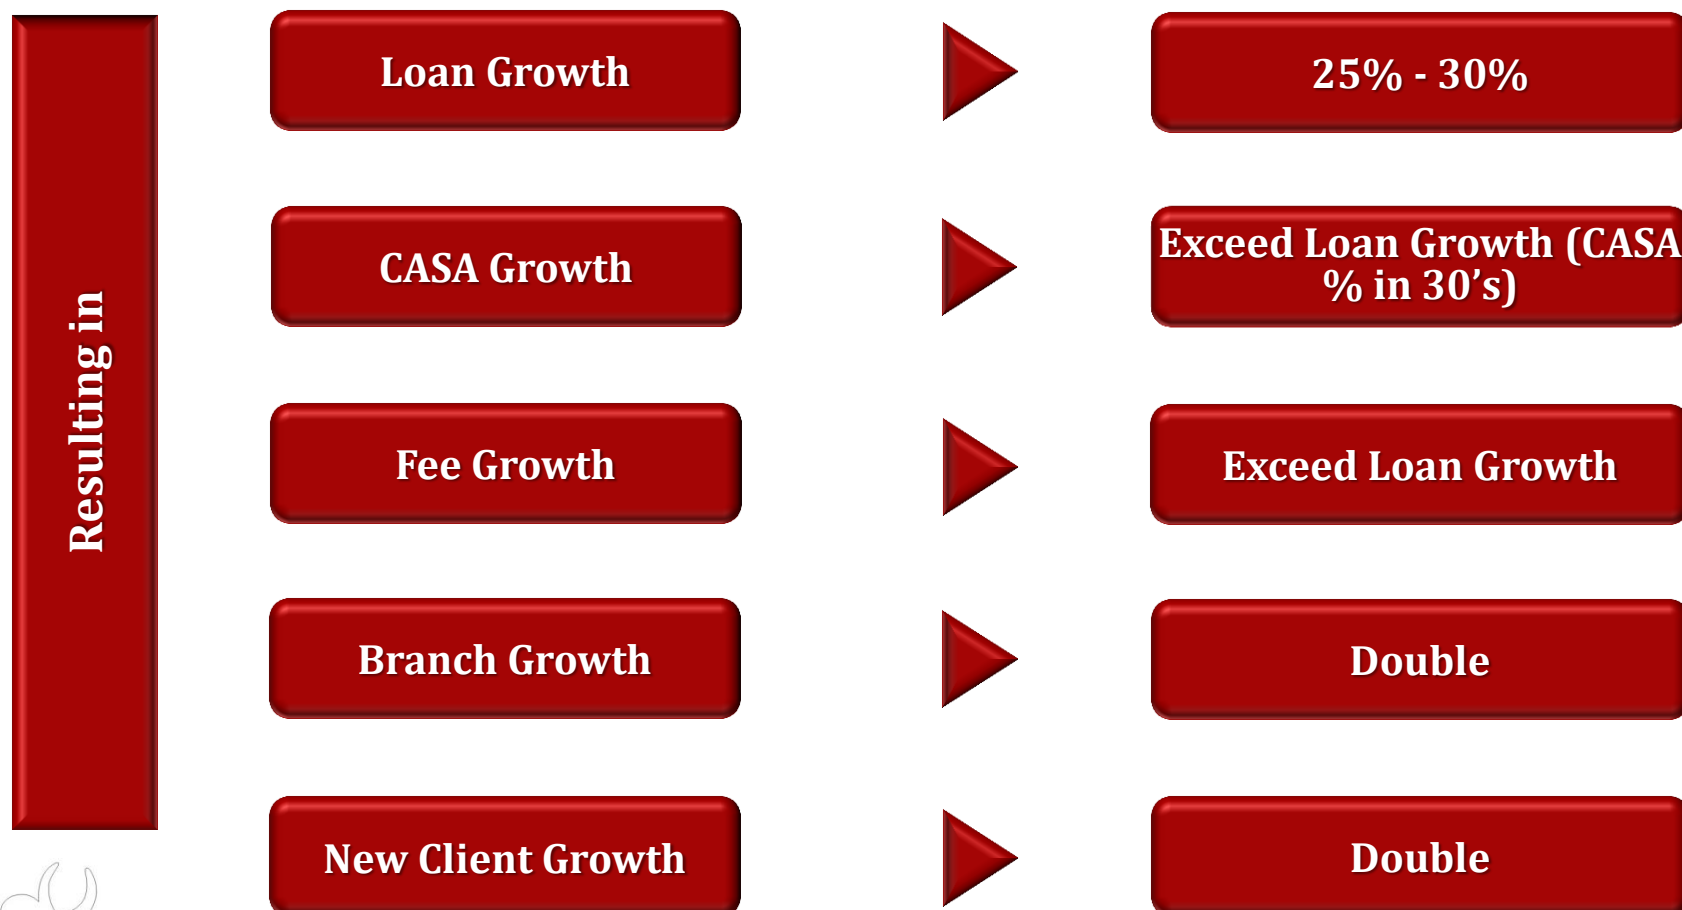 Resulting in
Loan Growth
25% - 30%
CASA Growth
Exceed Loan Growth (CASA
% in 30’s)
Fee Growth
Exceed Loan Growth
Branch Growth
Double
New Client Growth
Double